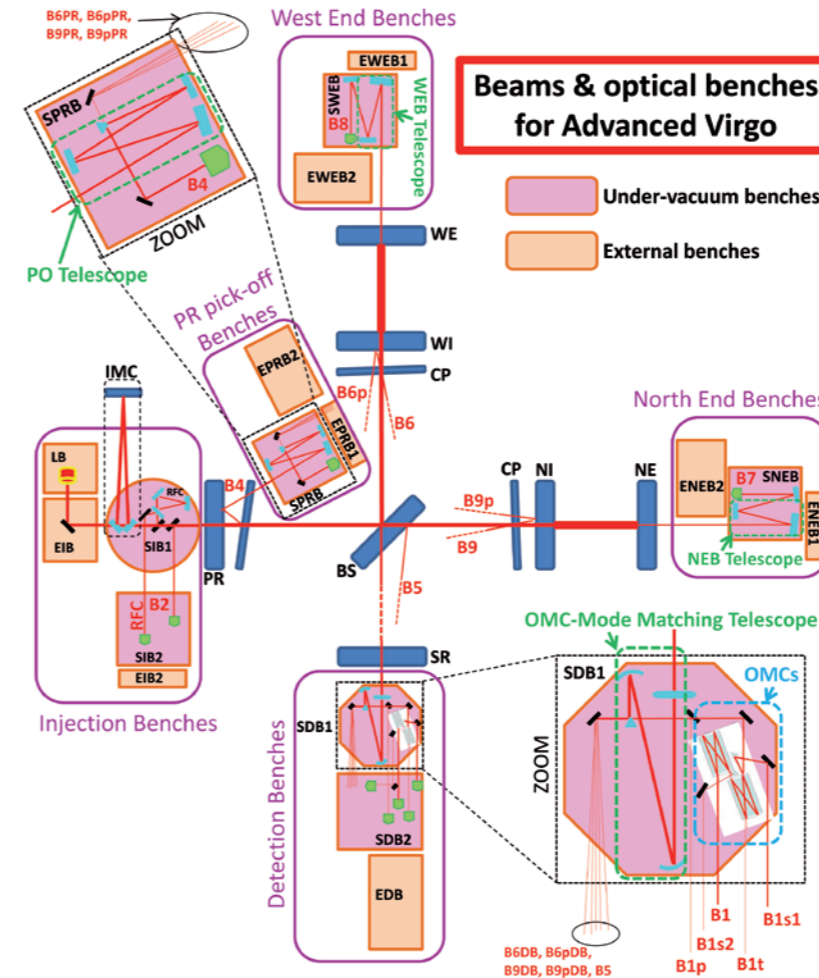 B6PR, B6pPR,
B9PR, B9pPR
SPRB
B4
ZOOM
PO Telescope
West End Benches
EWEB1
SWEB
B8
WEB Telescope
EWEB2
Beams & optical benches
for Advanced Virgo
Under-vacuum benches
External benches
WE
WI
CP
PR pick-off
Benches
EPRB2
EPRB1
SPRB
B6p
B6
IMC
LB
EIB
RFC
SIB1
RFC
B2
SIB2
EIB2
Injection Benches
PR
B4
BS
B5
B9p
B9
CP
NI
NE
North End Benches
ENEB2
B7
SNEB
ENEB1
NEB Telescope
SR
SDB1
SDB2
EDB
Detection Benches
OMC-Mode Matching Telescope
SDB1
OMCs
ZOOM
B1
B1s1
B1s2
B1p
B1t
B6DB, B6pDB,
B9DB, B9pDB, B5